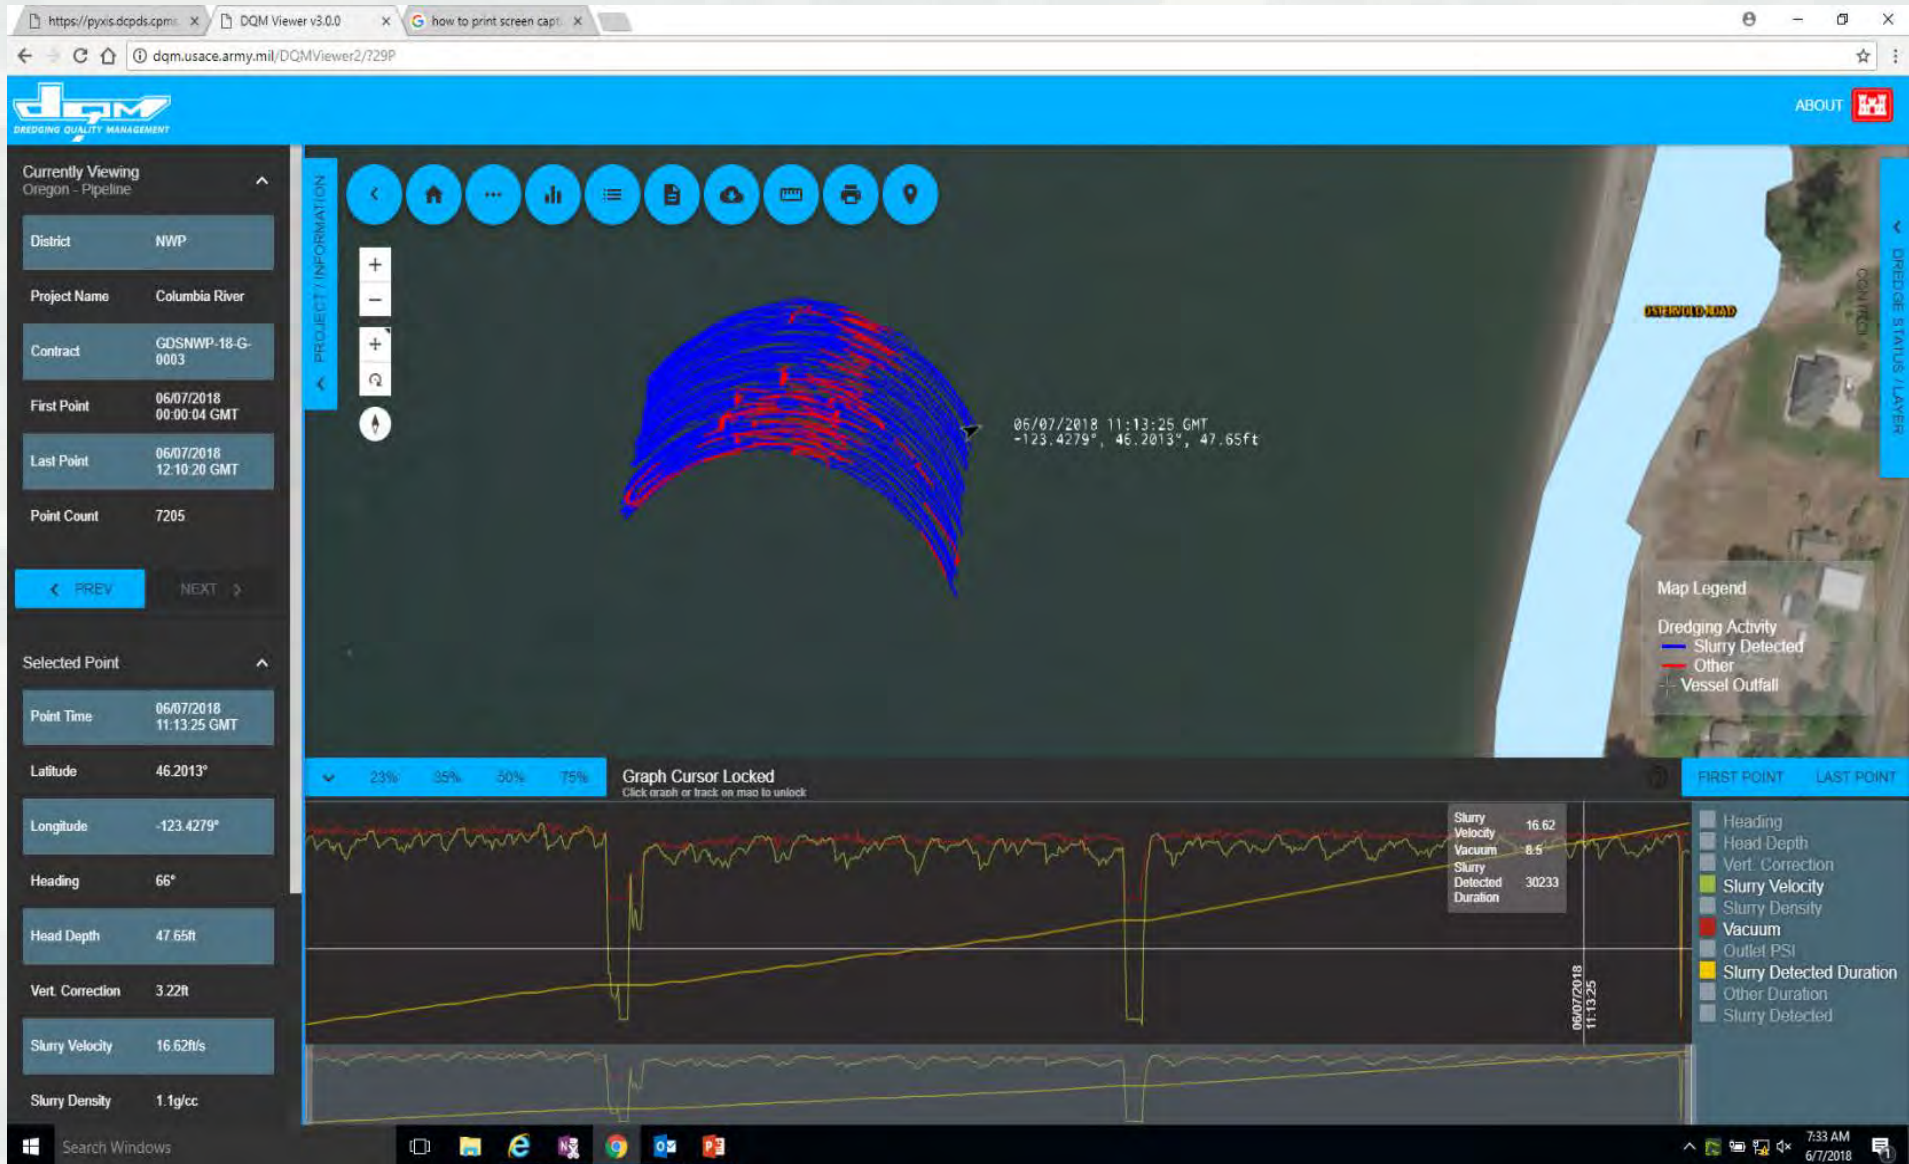 https://pyxis.dcpds.cpm
DQM Viewer v3.0.0
how to print screen capt
dqm.usace.army.mil/DQMViewer2/?29P
dqm
DREDGING QUALITY MANAGEMENT
ABOUT
Currently Viewing
Oregon - Pipeline
District NWP
Project Name Columbia River
Contract GDSNWP-18-G-
0003
First Point 06/07/2018
00:00:04 GMT
Last Point 06/07/2018
12:10:20 GMT
Point Count 7205
PREV NEXT
Selected Point
Point Time 06/07/2018
11:13:25 GMT
Latitude 46.2013°
Longitude -123.4279°
Heading 66°
Head Depth 47.65ft
Vert. Correction 3.22ft
Slurry Velocity 16.62ft/s
Slurry Density 1.1g/cc
PROJECT / INFORMATION
06/07/2018 11:13:25 GMT
-123.4279°, 46.2013°, 47.65ft
OSTERVOLD ROAD
DREDGE STATUS / LAYER
CONTROL
Map Legend
Dredging Activity
Slurry Detected
Other
Vessel Outfall
23% 35% 50% 75%
Graph Cursor Locked
Click graph or track on map to unlock
FIRST POINT LAST POINT
Slurry
Velocity 16.62
Vacuum 8.5
Slurry
Detected 30233
Duration
06/07/2018
11:13:25
Heading
Head Depth
Vert. Correction
Slurry Velocity
Slurry Density
Vacuum
Outlet PSI
Slurry Detected Duration
Other Duration
Slurry Detected
Search Windows
7:33 AM
6/7/2018